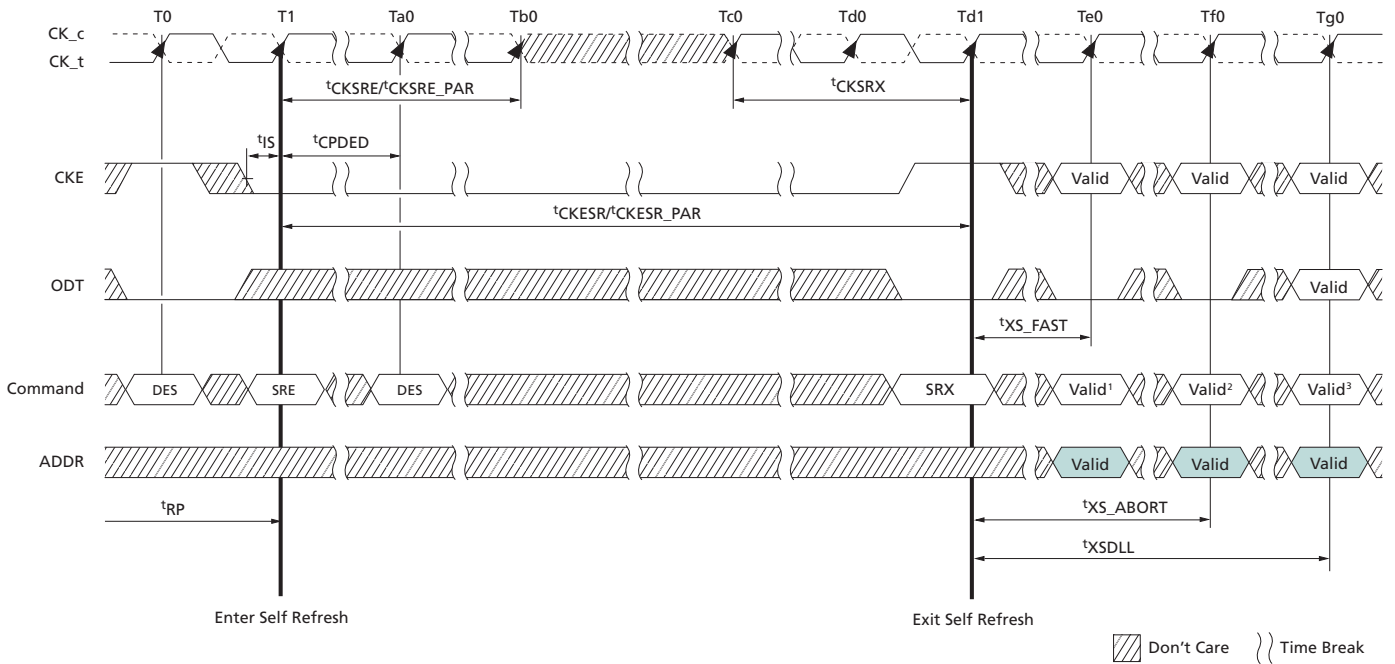 T0 T1 Ta0 Tb0 Tc0 Td0 Td1 Te0 Tf0 Tg0
CK_c
CK_t
tCKSRE/tCKSRE_PAR tCKSRX
tIS tCPDED
CKE Valid Valid Valid
tCKESR/tCKESR_PAR
ODT Valid
tXS_FAST
Command DES SRE DES SRX Valid1 Valid2 Valid3
ADDR Valid Valid Valid
tRP tXS_ABORT
tXSDLL
Enter Self Refresh Exit Self Refresh
Don't Care Time Break